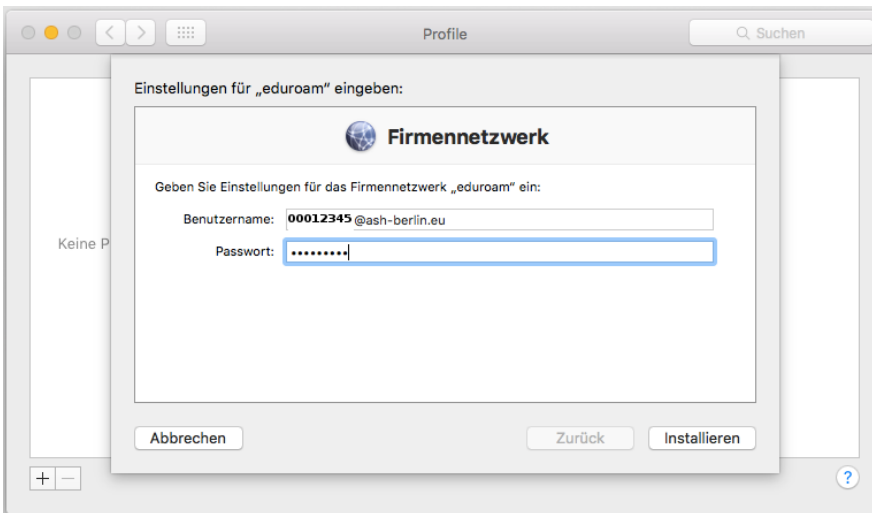 Profile
Suchen
Einstellungen für „eduroam“ eingeben:
Firmennetzwerk
Geben Sie Einstellungen für das Firmennetzwerk „eduroam“ ein:
Benutzername: 00012345 @ash-berlin.eu
Passwort: •••••••••
Keine P
Abbrechen
Zurück
Installieren
+ −
?